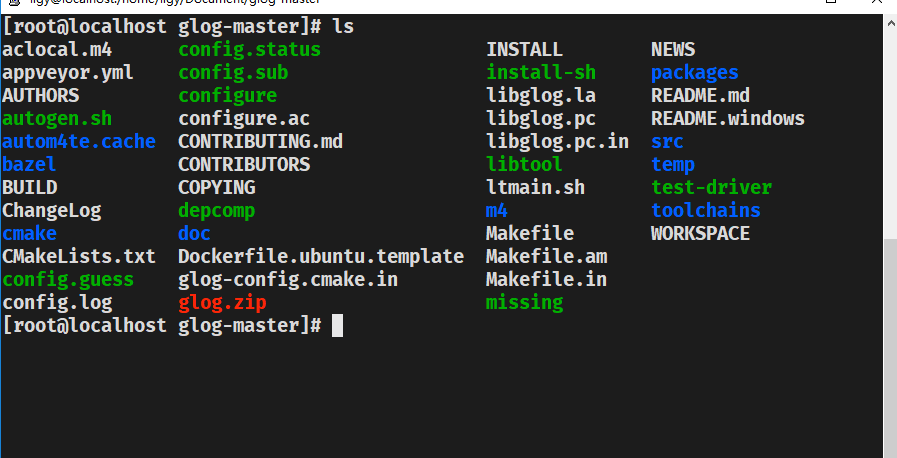 [root@localhost glog-master]# ls
aclocal.m4 config.status INSTALL NEWS
appveyor.yml config.sub install-sh packages
AUTHORS configure libglog.la README.md
autogen.sh configure.ac libglog.pc README.windows
autom4te.cache CONTRIBUTING.md libglog.pc.in src
bazel CONTRIBUTORS libtool temp
BUILD COPYING ltmain.sh test-driver
ChangeLog depcomp m4 toolchains
cmake doc Makefile WORKSPACE
CMakeLists.txt Dockerfile.ubuntu.template Makefile.am
config.guess glog-config.cmake.in Makefile.in
config.log glog.zip missing
[root@localhost glog-master]#